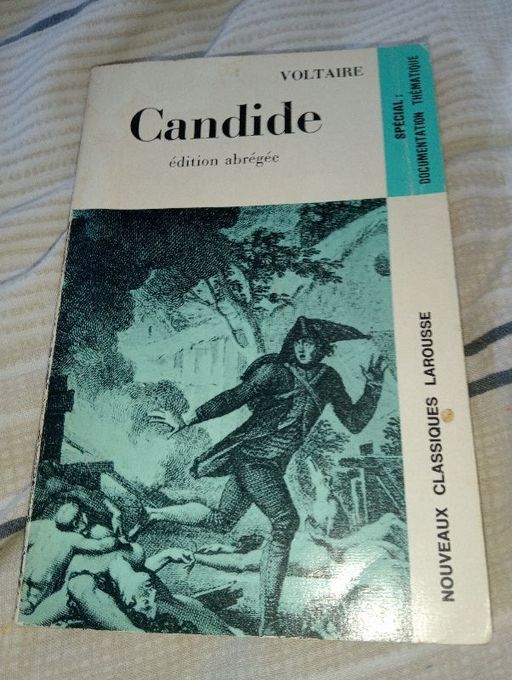 VOLTAIRE
Candide
édition abrégée
SPÉCIAL :
DOCUMENTATION THÉMATIQUE
NOUVEAUX CLASSIQUES LAROUSSE